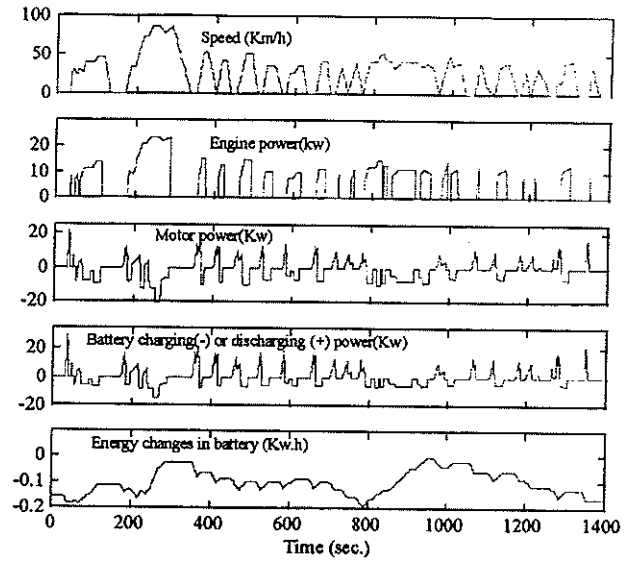 100
Speed (Km/h)
50
0
20
Engine power(kw)
10
0
20
Motor power(Kw)
0
-20
20
Battery charging(-) or discharging (+) power(Kw)
0
-20
0
Energy changes in battery (Kw.h)
-0.1
-0.2
0 200 400 600 800 1000 1200 1400
Time (sec.)